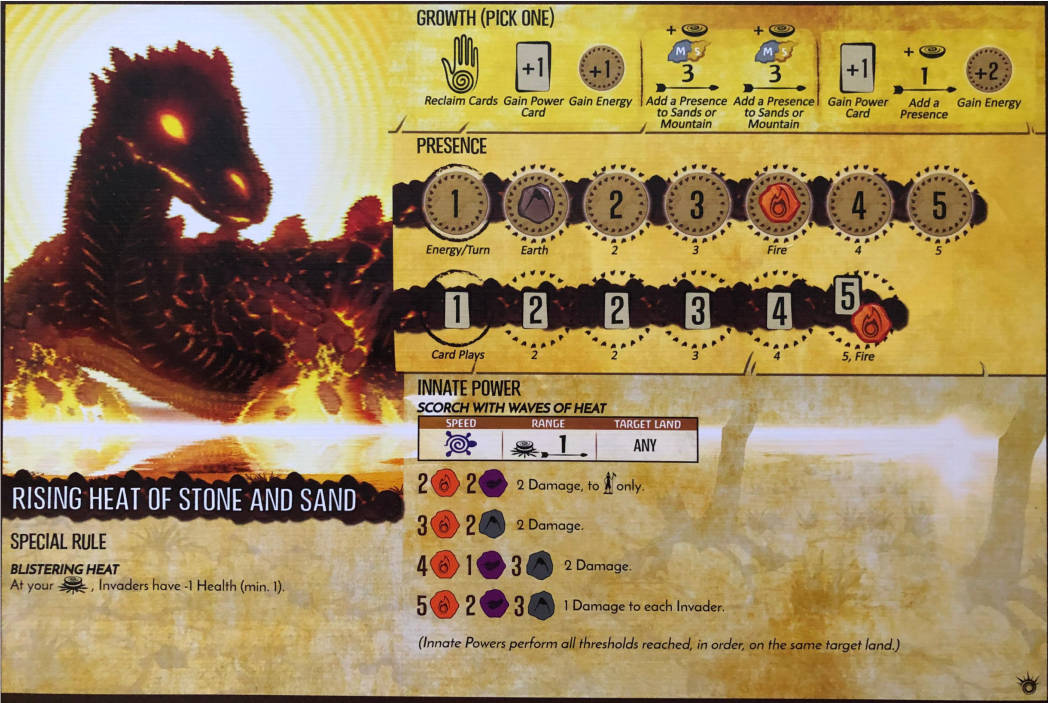 GROWTH (PICK ONE)
+
+
+1
+1
M S
3
M S
3
+1
+
1
+2
Reclaim Cards
Gain Power Card
Gain Energy
Add a Presence to Sands or Mountain
Add a Presence to Sands or Mountain
Gain Power Card
Add a Presence
Gain Energy
PRESENCE
1 2 3 4 5
Energy/Turn Earth 2 3 Fire 4 5
1 2 2 3 4 5
Card Plays 2 2 3 4 5, Fire
INNATE POWER
SCORCH WITH WAVES OF HEAT
SPEED RANGE TARGET LAND
1 ANY
2 2 2 Damage, to only.
3 2 2 Damage.
4 1 3 2 Damage.
5 2 3 1 Damage to each Invader.
(Innate Powers perform all thresholds reached, in order, on the same target land.)
RISING HEAT OF STONE AND SAND
SPECIAL RULE
BLISTERING HEAT
At your , Invaders have -1 Health (min. 1).